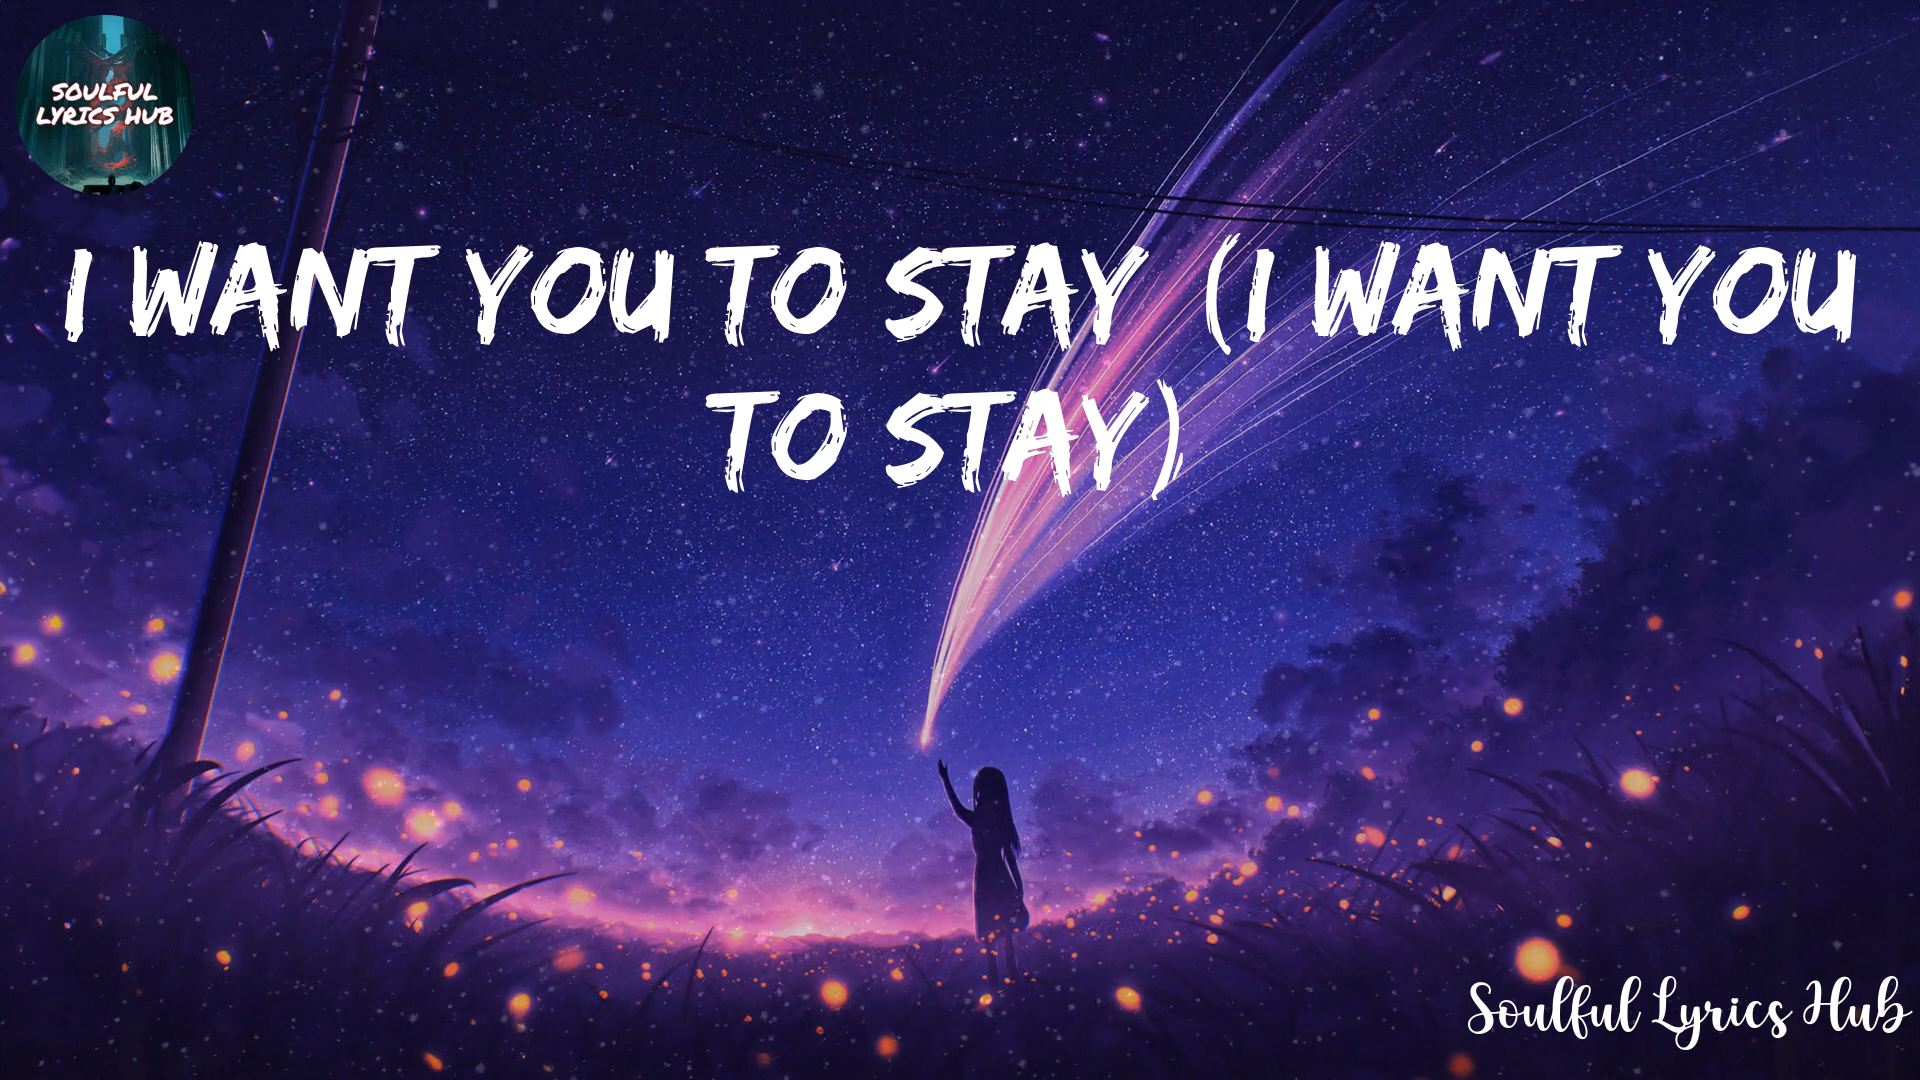 SOULFUL
LYRICS HUB
I WANT YOU TO STAY (I WANT YOU
TO STAY)
Soulful Lyrics Hub